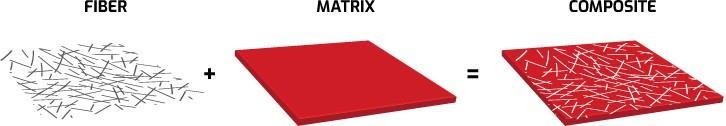 FIBER
MATRIX
COMPOSITE
+
=